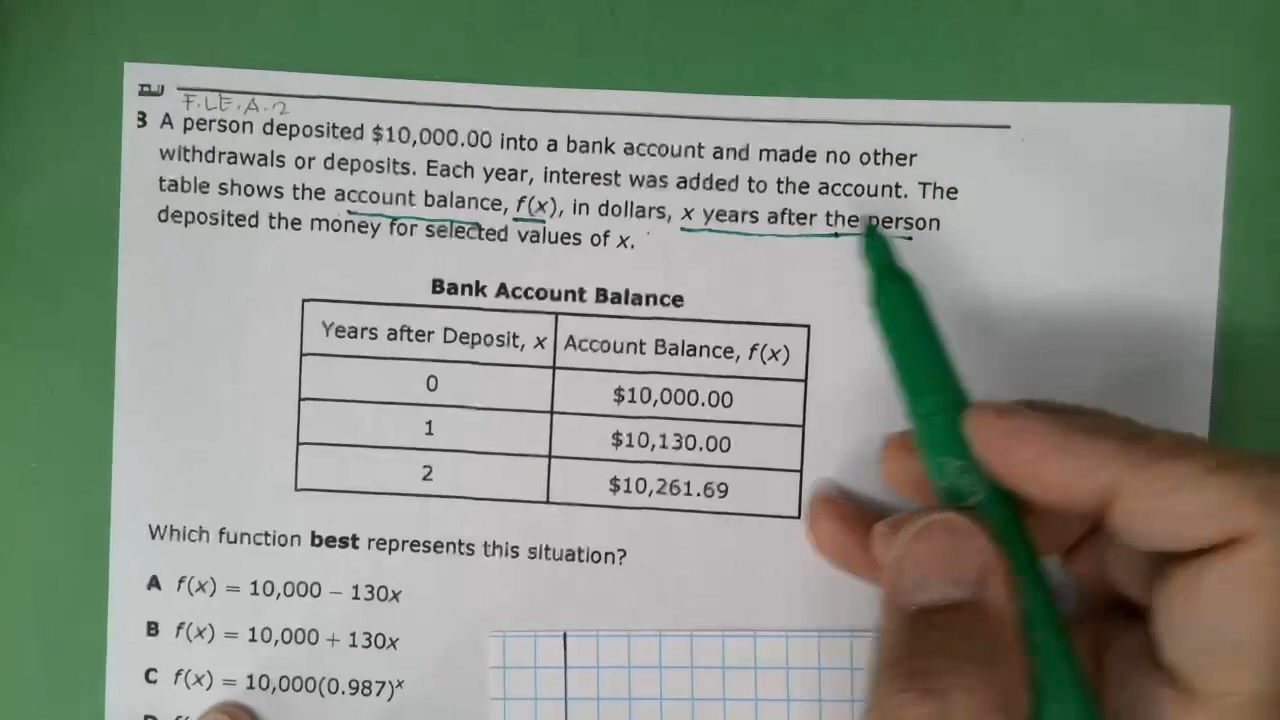 F.LE.A.2
3 A person deposited $10,000.00 into a bank account and made no other
withdrawals or deposits. Each year, interest was added to the account. The
table shows the account balance, f(x), in dollars, x years after the person
deposited the money for selected values of x.
Bank Account Balance
Years after Deposit, x Account Balance, f(x)
0 $10,000.00
1 $10,130.00
2 $10,261.69
Which function best represents this situation?
A f(x) = 10,000 − 130x
B f(x) = 10,000 + 130x
C f(x) = 10,000(0.987)ˣ